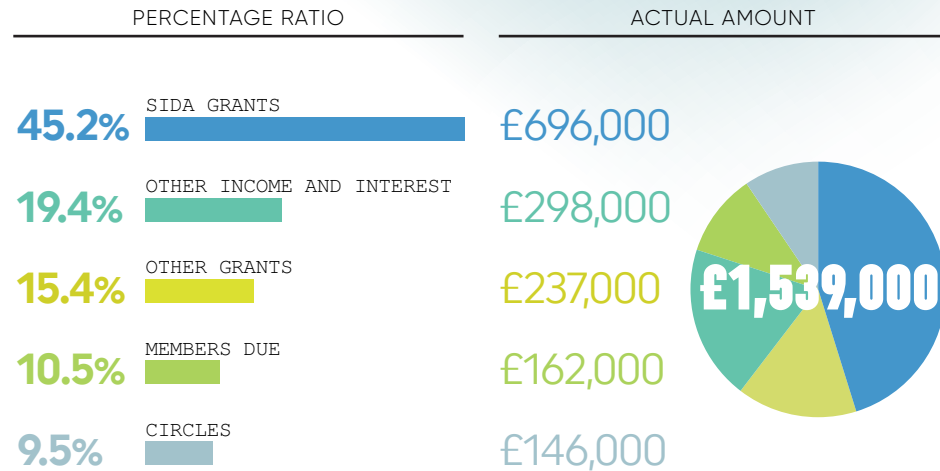 PERCENTAGE RATIO
ACTUAL AMOUNT
SIDA GRANTS
45.2%
£696,000
OTHER INCOME AND INTEREST
19.4%
£298,000
OTHER GRANTS
15.4%
£237,000
£1,539,000
MEMBERS DUE
10.5%
£162,000
CIRCLES
9.5%
£146,000